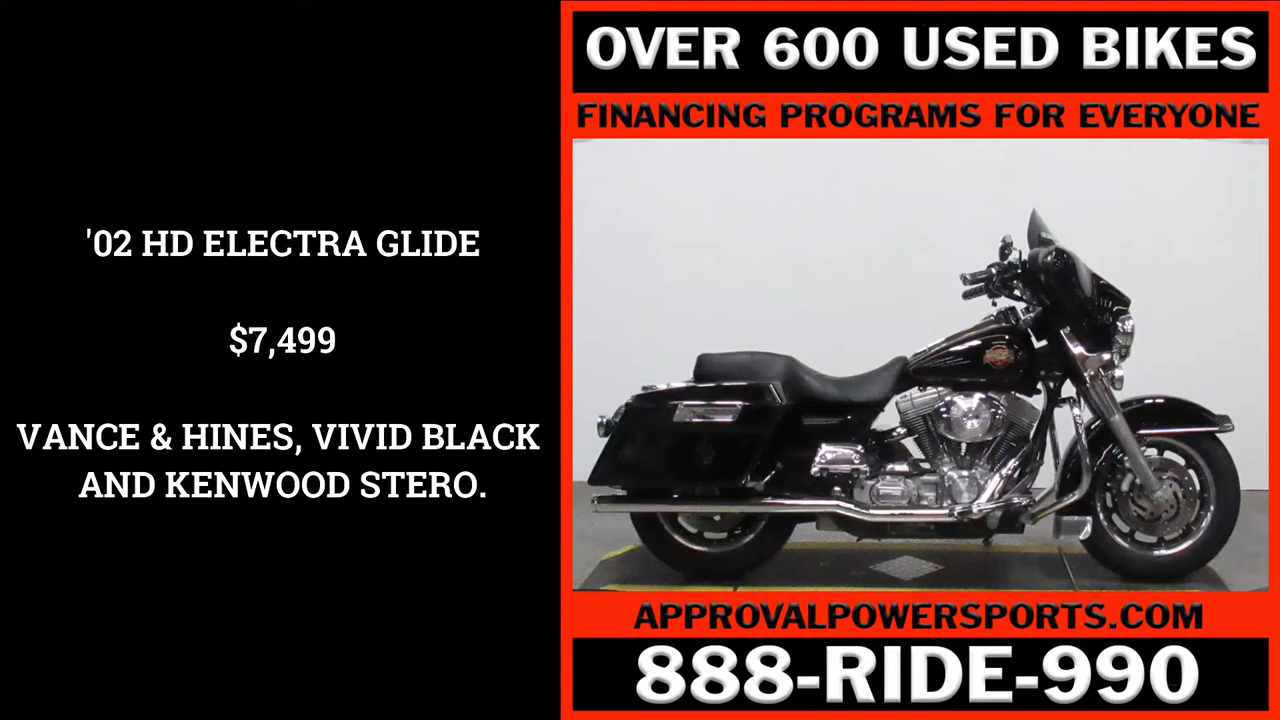 '02 HD ELECTRA GLIDE
$7,499
VANCE & HINES, VIVID BLACK
AND KENWOOD STERO.
OVER 600 USED BIKES
FINANCING PROGRAMS FOR EVERYONE
APPROVALPOWERSPORTS.COM
888-RIDE-990